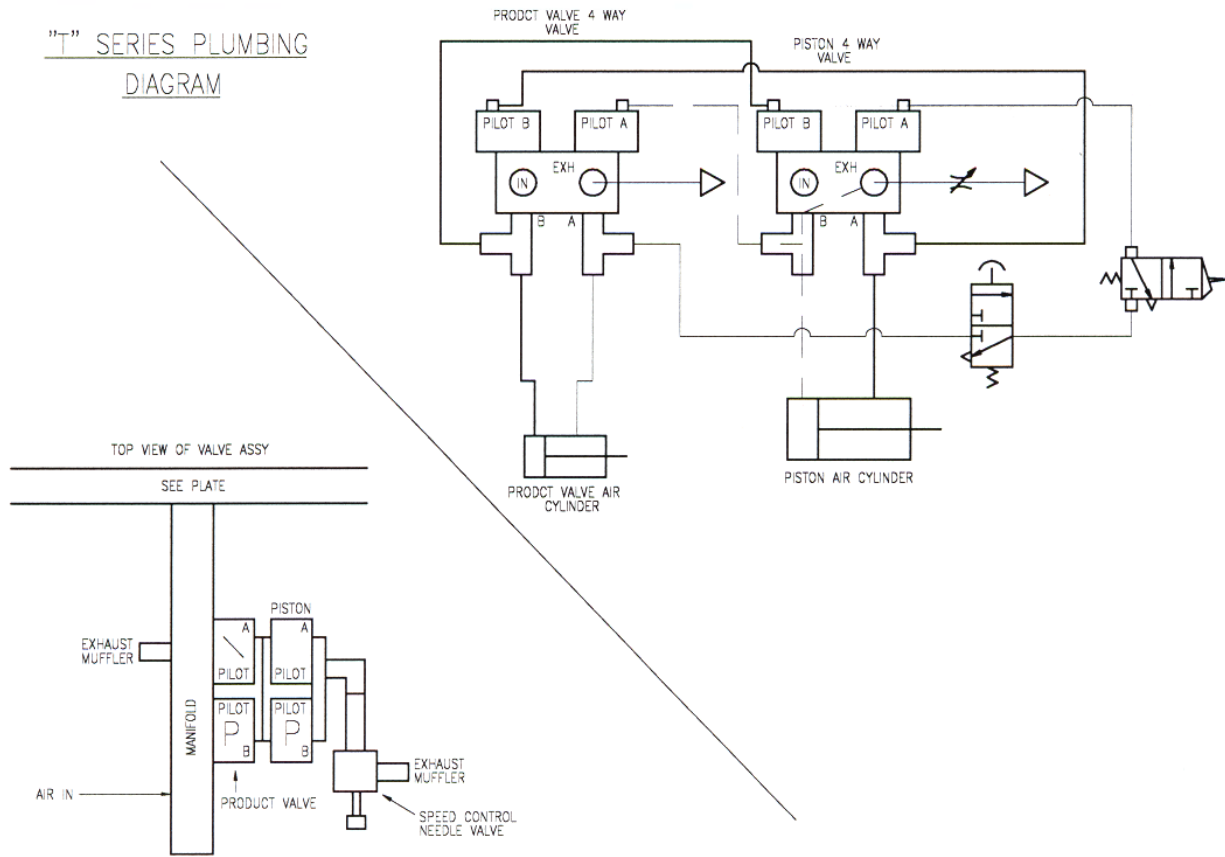 "T" SERIES PLUMBING
DIAGRAM
PRODCT VALVE 4 WAY
VALVE
PISTON 4 WAY
VALVE
PILOT B
PILOT A
PILOT B
PILOT A
IN
EXH
IN
EXH
B
A
B
A
PRODCT VALVE AIR
CYLINDER
PISTON AIR CYLINDER
TOP VIEW OF VALVE ASSY
SEE PLATE
PISTON
EXHAUST
MUFFLER
MANIFOLD
A
PILOT
A
PILOT
PILOT
P
B
PILOT
P
B
AIR IN
PRODUCT VALVE
EXHAUST
MUFFLER
SPEED CONTROL
NEEDLE VALVE